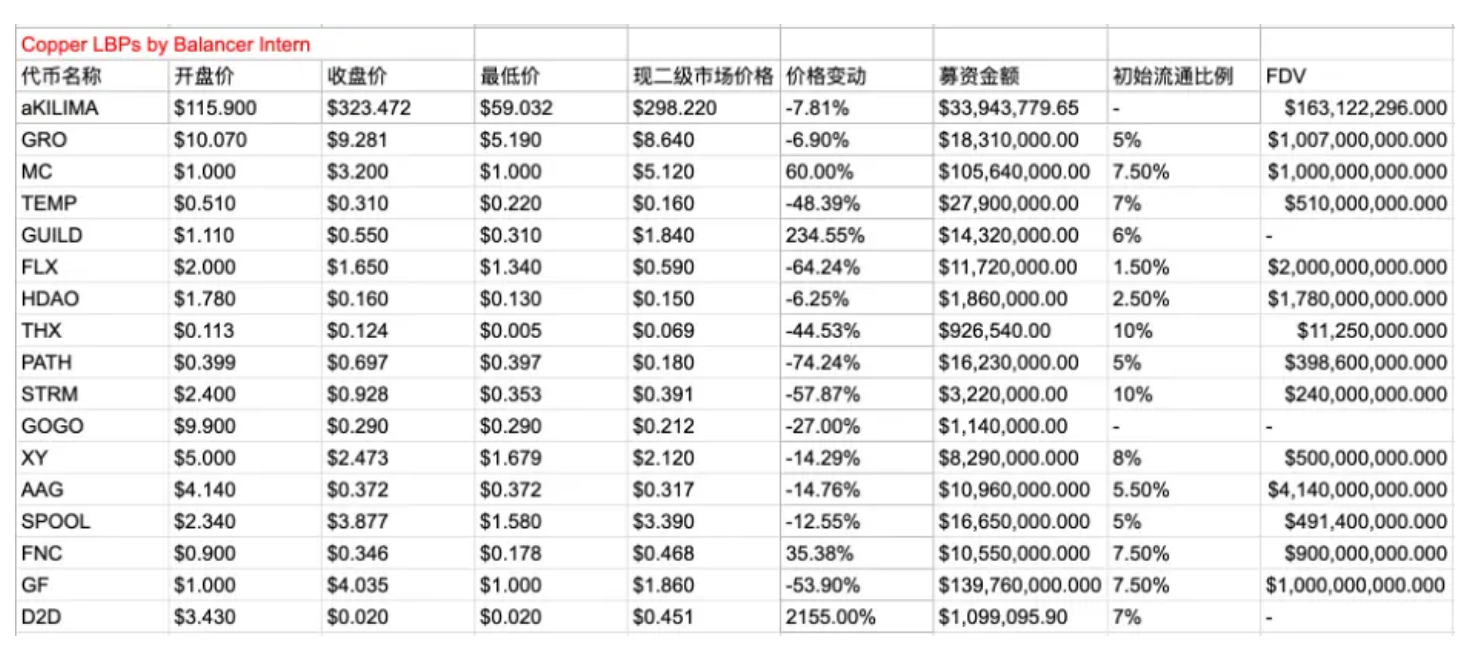 Copper LBPs by Balancer Intern
代币名称 开盘价 收盘价 最低价 现二级市场价格 价格变动 募资金额 初始流通比例 FDV
aKILIMA $115.900 $323.472 $59.032 $298.220 -7.81% $33,943,779.65 - $163,122,296.000
GRO $10.070 $9.281 $5.190 $8.640 -6.90% $18,310,000.00 5% $1,007,000,000.000
MC $1.000 $3.200 $1.000 $5.120 60.00% $105,640,000.00 7.50% $1,000,000,000.000
TEMP $0.510 $0.310 $0.220 $0.160 -48.39% $27,900,000.00 7% $510,000,000.000
GUILD $1.110 $0.550 $0.310 $1.840 234.55% $14,320,000.00 6% -
FLX $2.000 $1.650 $1.340 $0.590 -64.24% $11,720,000.00 1.50% $2,000,000,000.000
HDAO $1.780 $0.160 $0.130 $0.150 -6.25% $1,860,000.00 2.50% $1,780,000,000.000
THX $0.113 $0.124 $0.005 $0.069 -44.53% $926,540.00 10% $11,250,000.000
PATH $0.399 $0.697 $0.397 $0.180 -74.24% $16,230,000.00 5% $398,600,000.000
STRM $2.400 $0.928 $0.353 $0.391 -57.87% $3,220,000.00 10% $240,000,000.000
GOGO $9.900 $0.290 $0.290 $0.212 -27.00% $1,140,000.00 - -
XY $5.000 $2.473 $1.679 $2.120 -14.29% $8,290,000.000 8% $500,000,000.000
AAG $4.140 $0.372 $0.372 $0.317 -14.76% $10,960,000.000 5.50% $4,140,000,000.000
SPOOL $2.340 $3.877 $1.580 $3.390 -12.55% $16,650,000.000 5% $491,400,000.000
FNC $0.900 $0.346 $0.178 $0.468 35.38% $10,550,000.000 7.50% $900,000,000.000
GF $1.000 $4.035 $1.000 $1.860 -53.90% $139,760,000.000 7.50% $1,000,000,000.000
D2D $3.430 $0.020 $0.020 $0.451 2155.00% $1,099,095.90 7% -